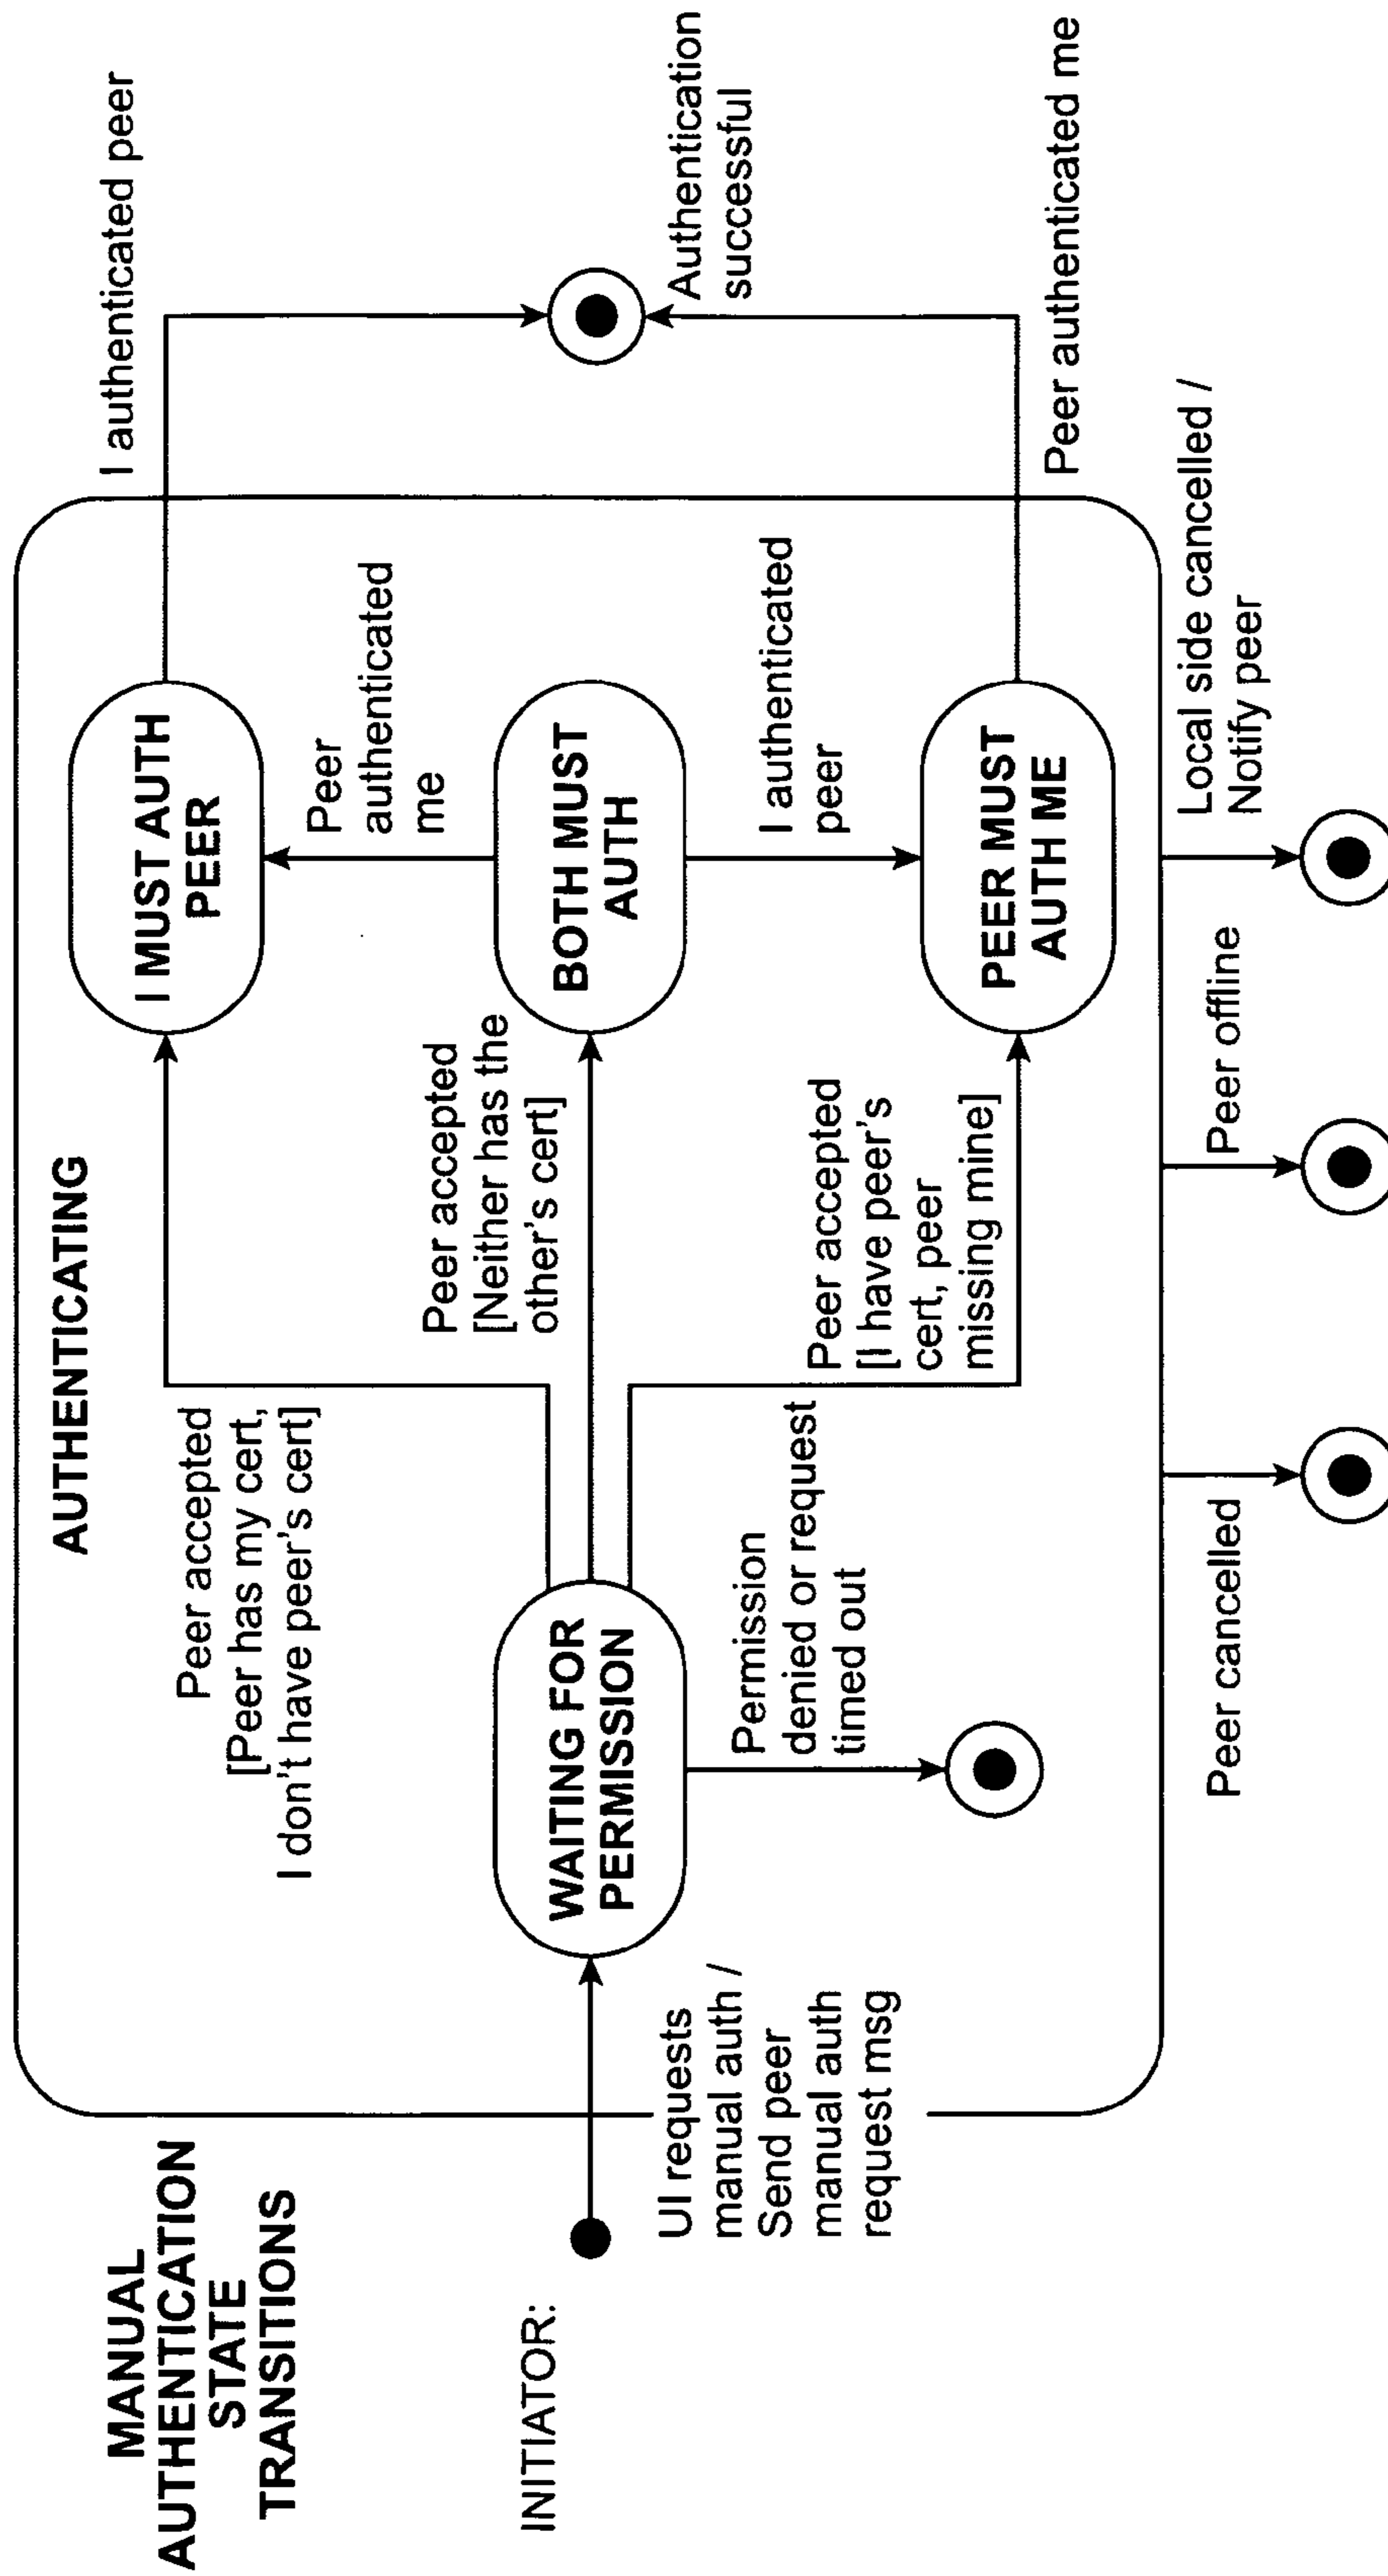 MANUAL
AUTHENTICATION
STATE
TRANSITIONS
AUTHENTICATING
INITIATOR:
UI requests
manual auth /
Send peer
manual auth
request msg
WAITING FOR
PERMISSION
Permission
denied or request
timed out
Peer accepted
[Peer has my cert,
I don't have peer's cert]
Peer accepted
[Neither has the
other's cert]
Peer accepted
[I have peer's
cert, peer
missing mine]
I MUST AUTH
PEER
Peer
authenticated
me
BOTH MUST
AUTH
I authenticated
peer
PEER MUST
AUTH ME
I authenticated peer
Authentication
successful
Peer authenticated me
Peer cancelled
Peer offline
Local side cancelled /
Notify peer